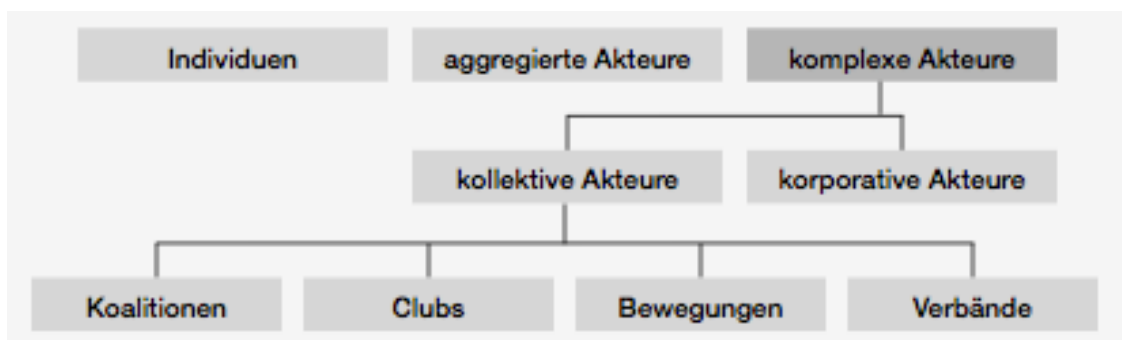 Individuen
aggregierte Akteure
komplexe Akteure
kollektive Akteure
korporative Akteure
Koalitionen
Clubs
Bewegungen
Verbände